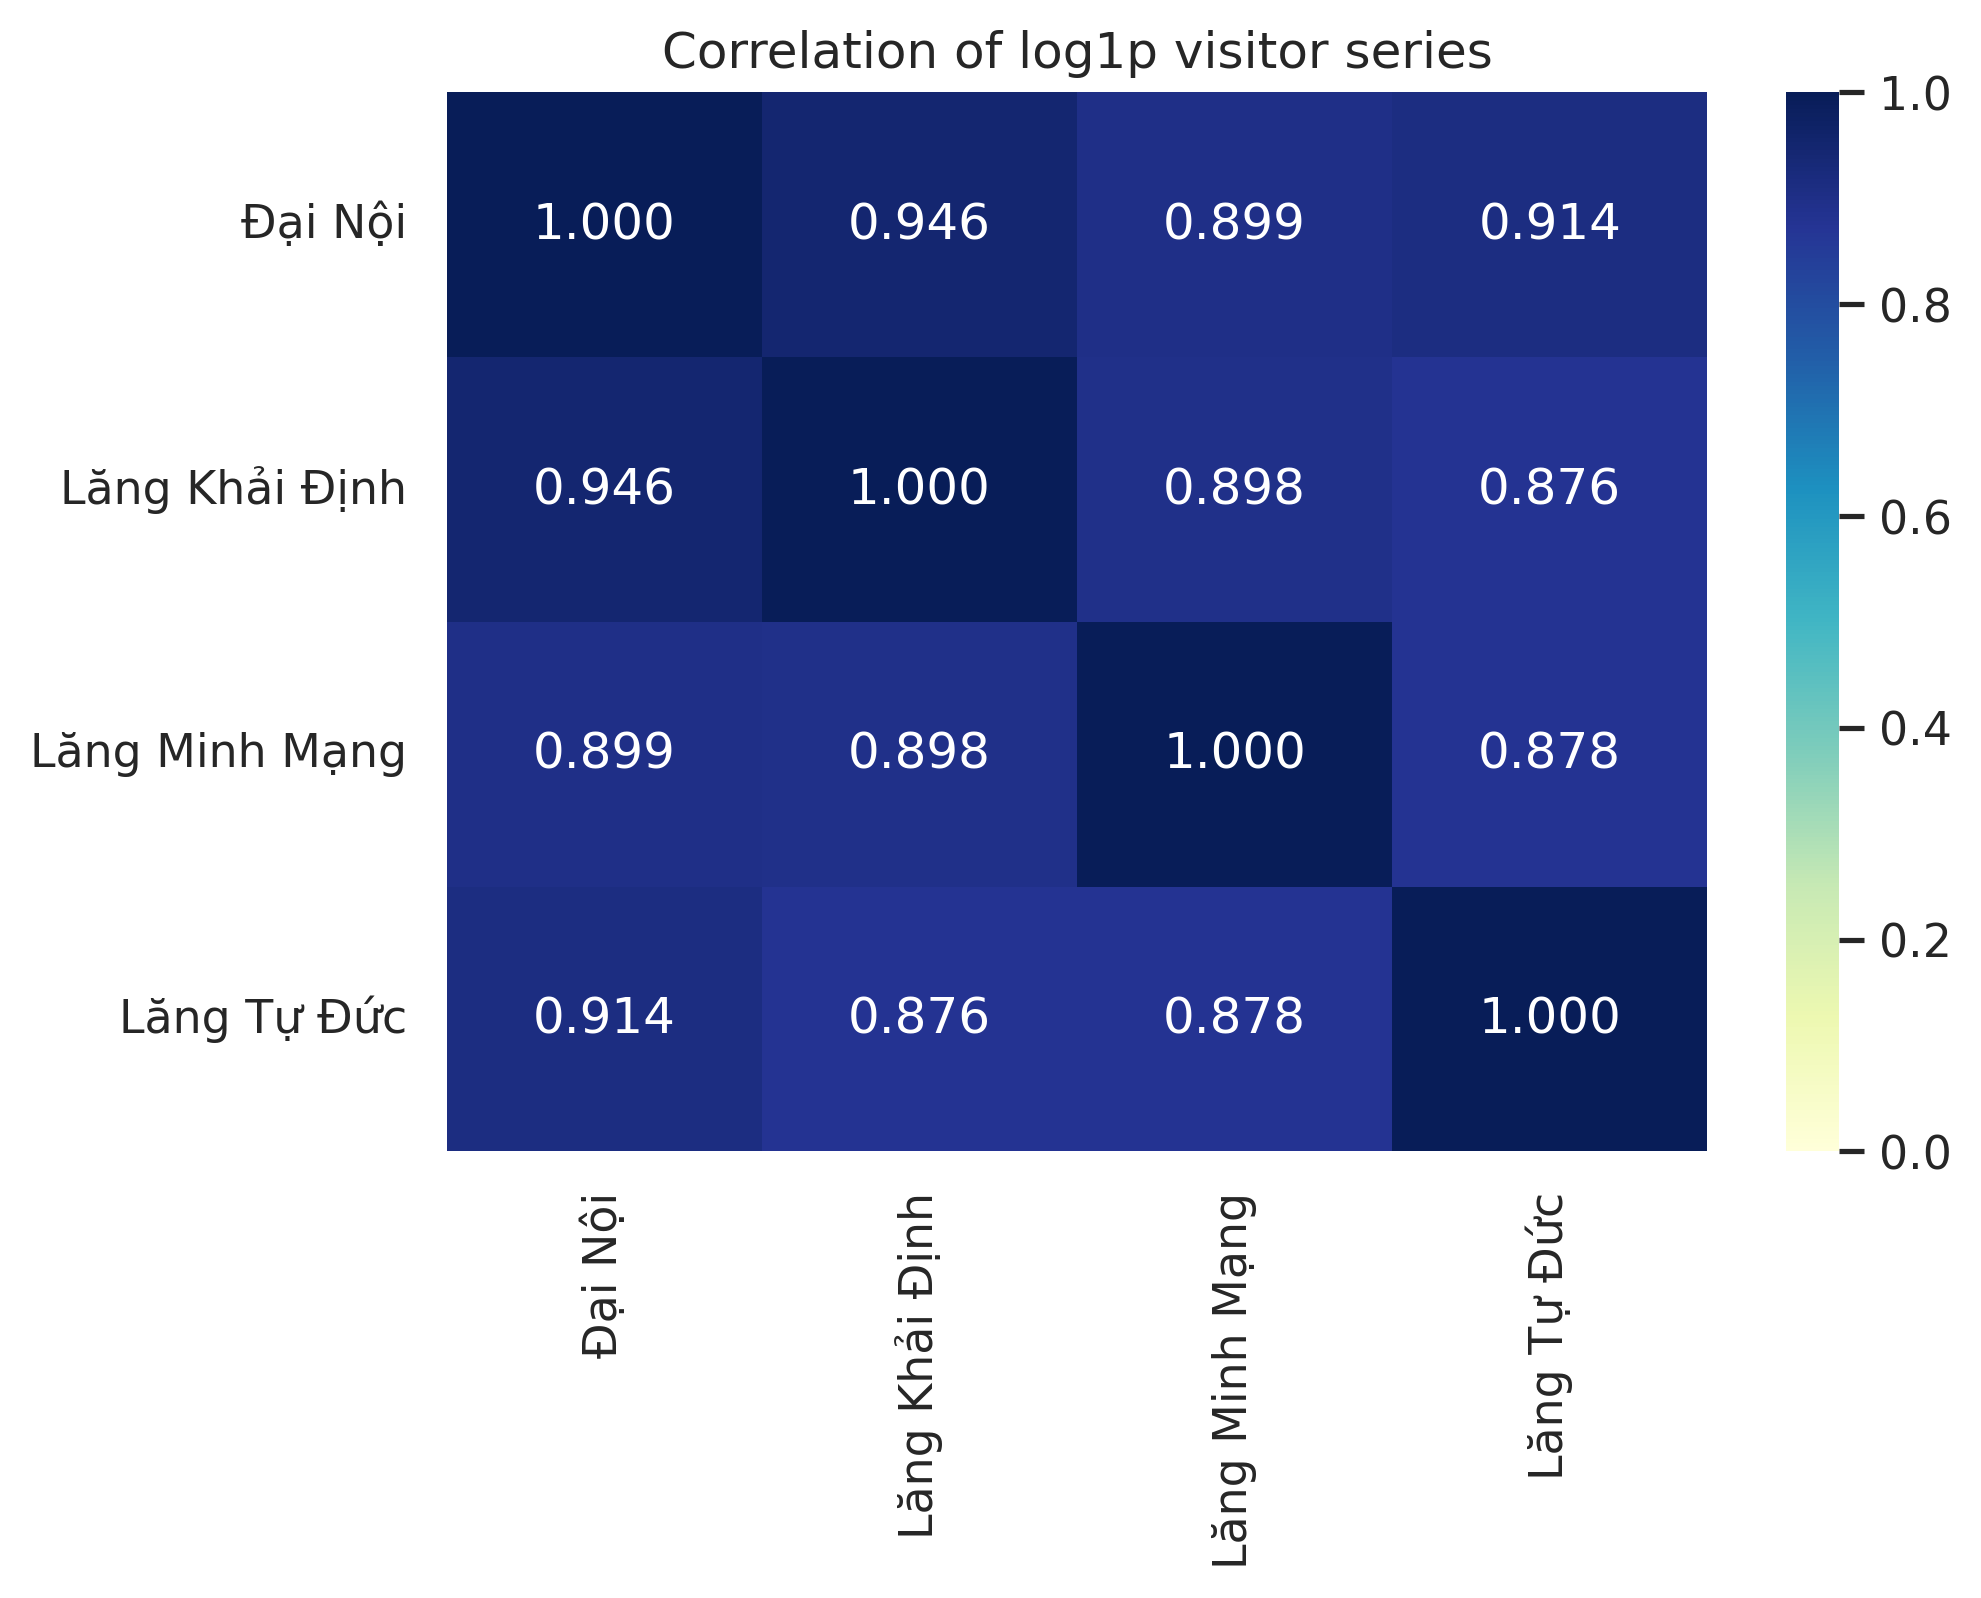 Correlation of log1p visitor series
Đại Nội 1.000 0.946 0.899 0.914
Lăng Khải Định 0.946 1.000 0.898 0.876
Lăng Minh Mạng 0.899 0.898 1.000 0.878
Lăng Tự Đức 0.914 0.876 0.878 1.000
Đại Nội
Lăng Khải Định
Lăng Minh Mạng
Lăng Tự Đức
1.0
0.8
0.6
0.4
0.2
0.0